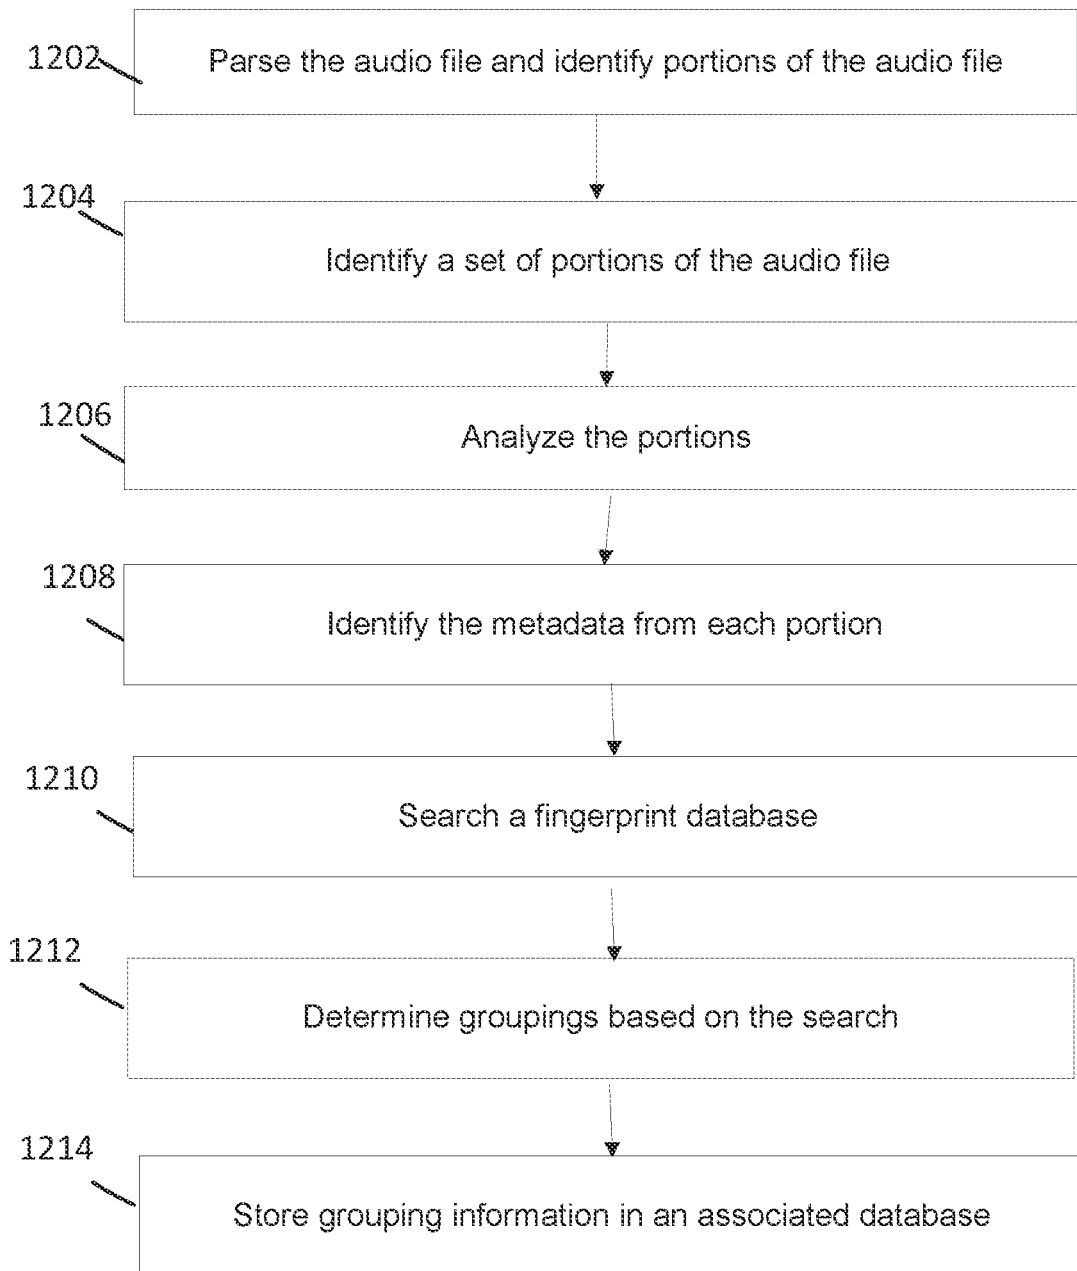 1202
Parse the audio file and identify portions of the audio file
1204
Identify a set of portions of the audio file
1206
Analyze the portions
1208
Identify the metadata from each portion
1210
Search a fingerprint database
1212
Determine groupings based on the search
1214
Store grouping information in an associated database